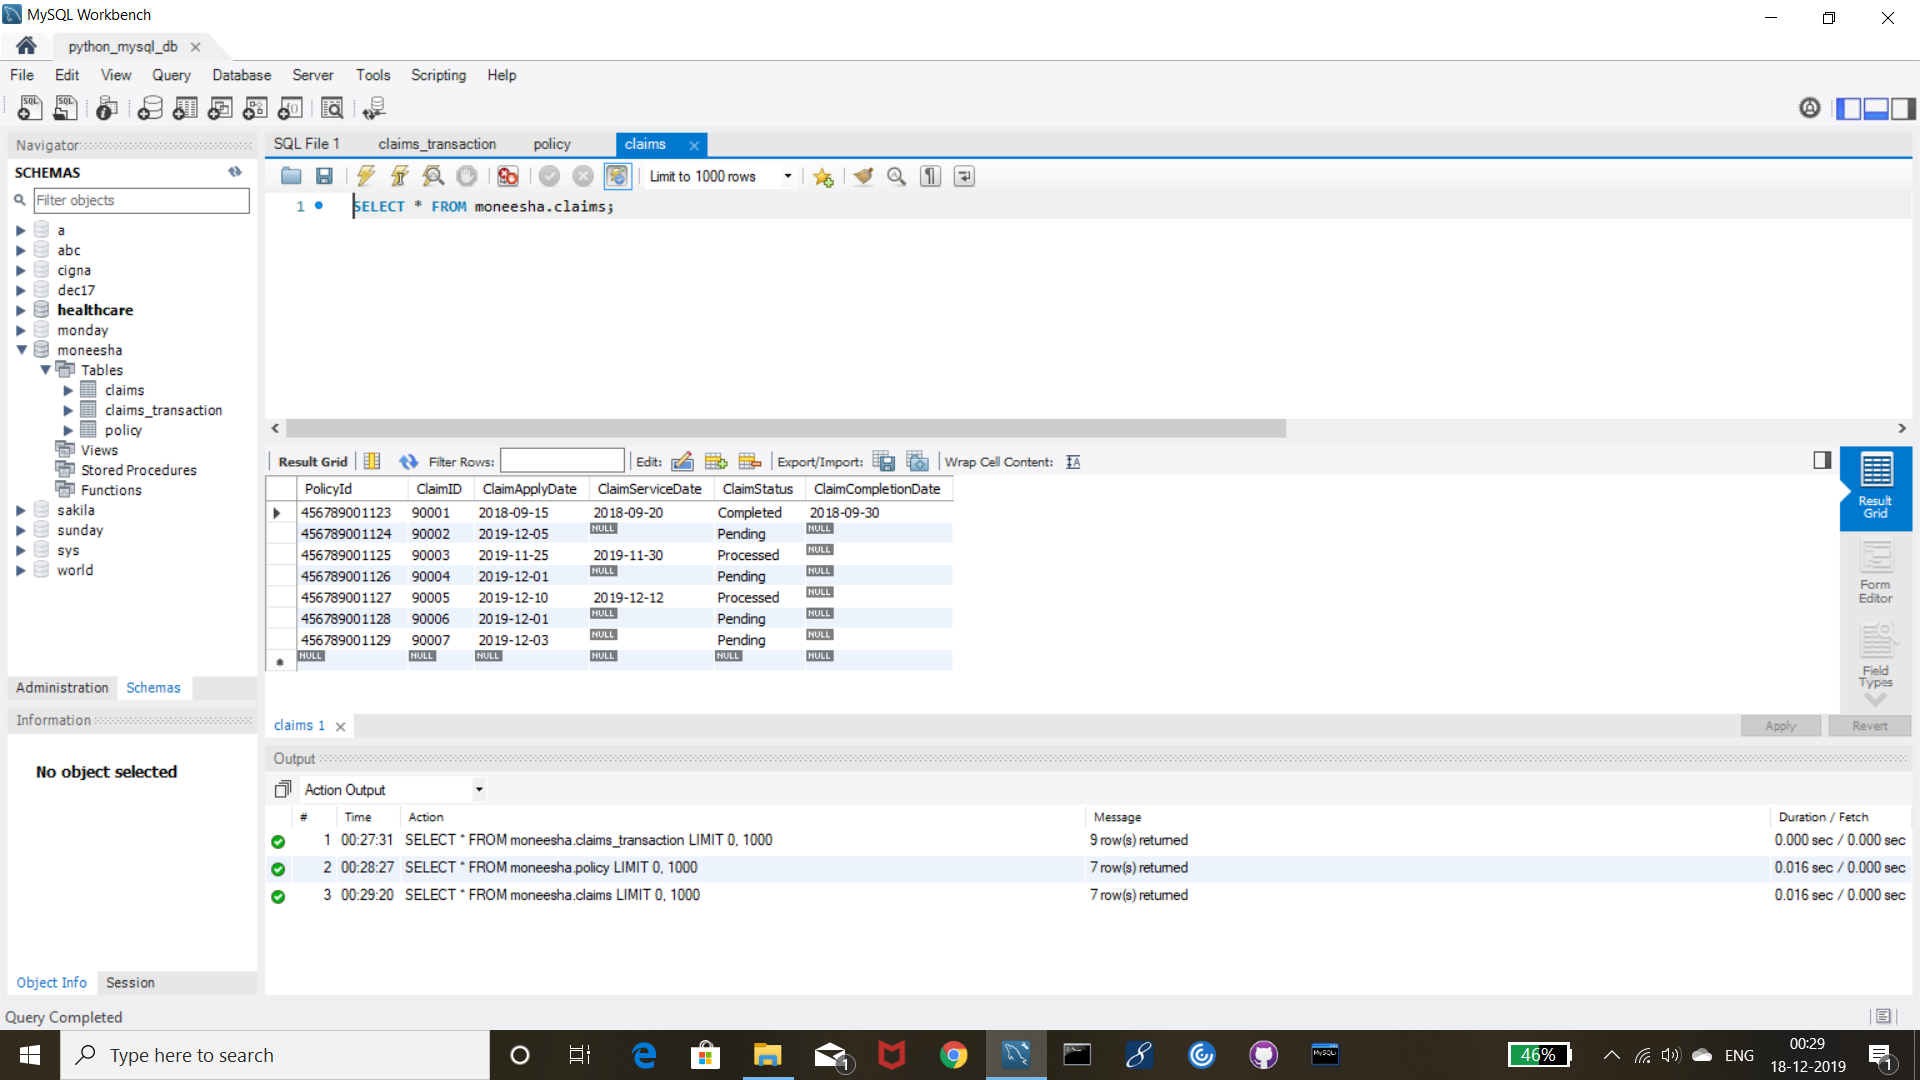 MySQL Workbench
python_mysql_db
File Edit View Query Database Server Tools Scripting Help
Navigator
SCHEMAS
Filter objects
a
abc
cigna
dec17
healthcare
monday
moneesha
Tables
claims
claims_transaction
policy
Views
Stored Procedures
Functions
sakila
sunday
sys
world
Administration Schemas
Information
No object selected
Object Info Session
SQL File 1 claims_transaction policy claims
Limit to 1000 rows
1 SELECT * FROM moneesha.claims;
Result Grid Filter Rows: Edit: Export/Import: Wrap Cell Content:
PolicyId ClaimID ClaimApplyDate ClaimServiceDate ClaimStatus ClaimCompletionDate
456789001123 90001 2018-09-15 2018-09-20 Completed 2018-09-30
456789001124 90002 2019-12-05 NULL Pending NULL
456789001125 90003 2019-11-25 2019-11-30 Processed NULL
456789001126 90004 2019-12-01 NULL Pending NULL
456789001127 90005 2019-12-10 2019-12-12 Processed NULL
456789001128 90006 2019-12-01 NULL Pending NULL
456789001129 90007 2019-12-03 NULL Pending NULL
NULL NULL NULL NULL NULL NULL
Result
Grid
Form
Editor
Field
Types
claims 1
Apply Revert
Output
Action Output
# Time Action Message Duration / Fetch
1 00:27:31 SELECT * FROM moneesha.claims_transaction LIMIT 0, 1000 9 row(s) returned 0.000 sec / 0.000 sec
2 00:28:27 SELECT * FROM moneesha.policy LIMIT 0, 1000 7 row(s) returned 0.016 sec / 0.000 sec
3 00:29:20 SELECT * FROM moneesha.claims LIMIT 0, 1000 7 row(s) returned 0.016 sec / 0.000 sec
Query Completed
Type here to search
1
46%
ENG
00:29
18-12-2019
1